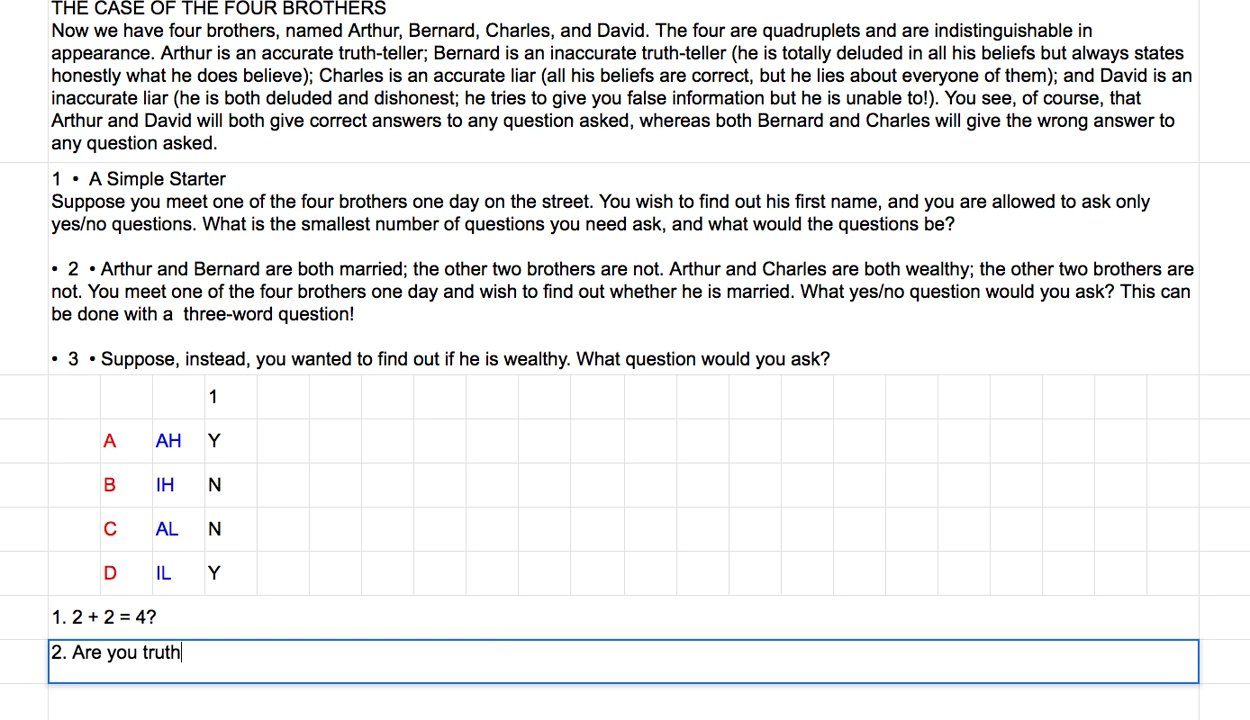 THE CASE OF THE FOUR BROTHERS
Now we have four brothers, named Arthur, Bernard, Charles, and David. The four are quadruplets and are indistinguishable in
appearance. Arthur is an accurate truth-teller; Bernard is an inaccurate truth-teller (he is totally deluded in all his beliefs but always states
honestly what he does believe); Charles is an accurate liar (all his beliefs are correct, but he lies about everyone of them); and David is an
inaccurate liar (he is both deluded and dishonest; he tries to give you false information but he is unable to!). You see, of course, that
Arthur and David will both give correct answers to any question asked, whereas both Bernard and Charles will give the wrong answer to
any question asked.
1 • A Simple Starter
Suppose you meet one of the four brothers one day on the street. You wish to find out his first name, and you are allowed to ask only
yes/no questions. What is the smallest number of questions you need ask, and what would the questions be?
• 2 • Arthur and Bernard are both married; the other two brothers are not. Arthur and Charles are both wealthy; the other two brothers are
not. You meet one of the four brothers one day and wish to find out whether he is married. What yes/no question would you ask? This can
be done with a three-word question!
• 3 • Suppose, instead, you wanted to find out if he is wealthy. What question would you ask?
1
A AH Y
B IH N
C AL N
D IL Y
1. 2 + 2 = 4?
2. Are you truth